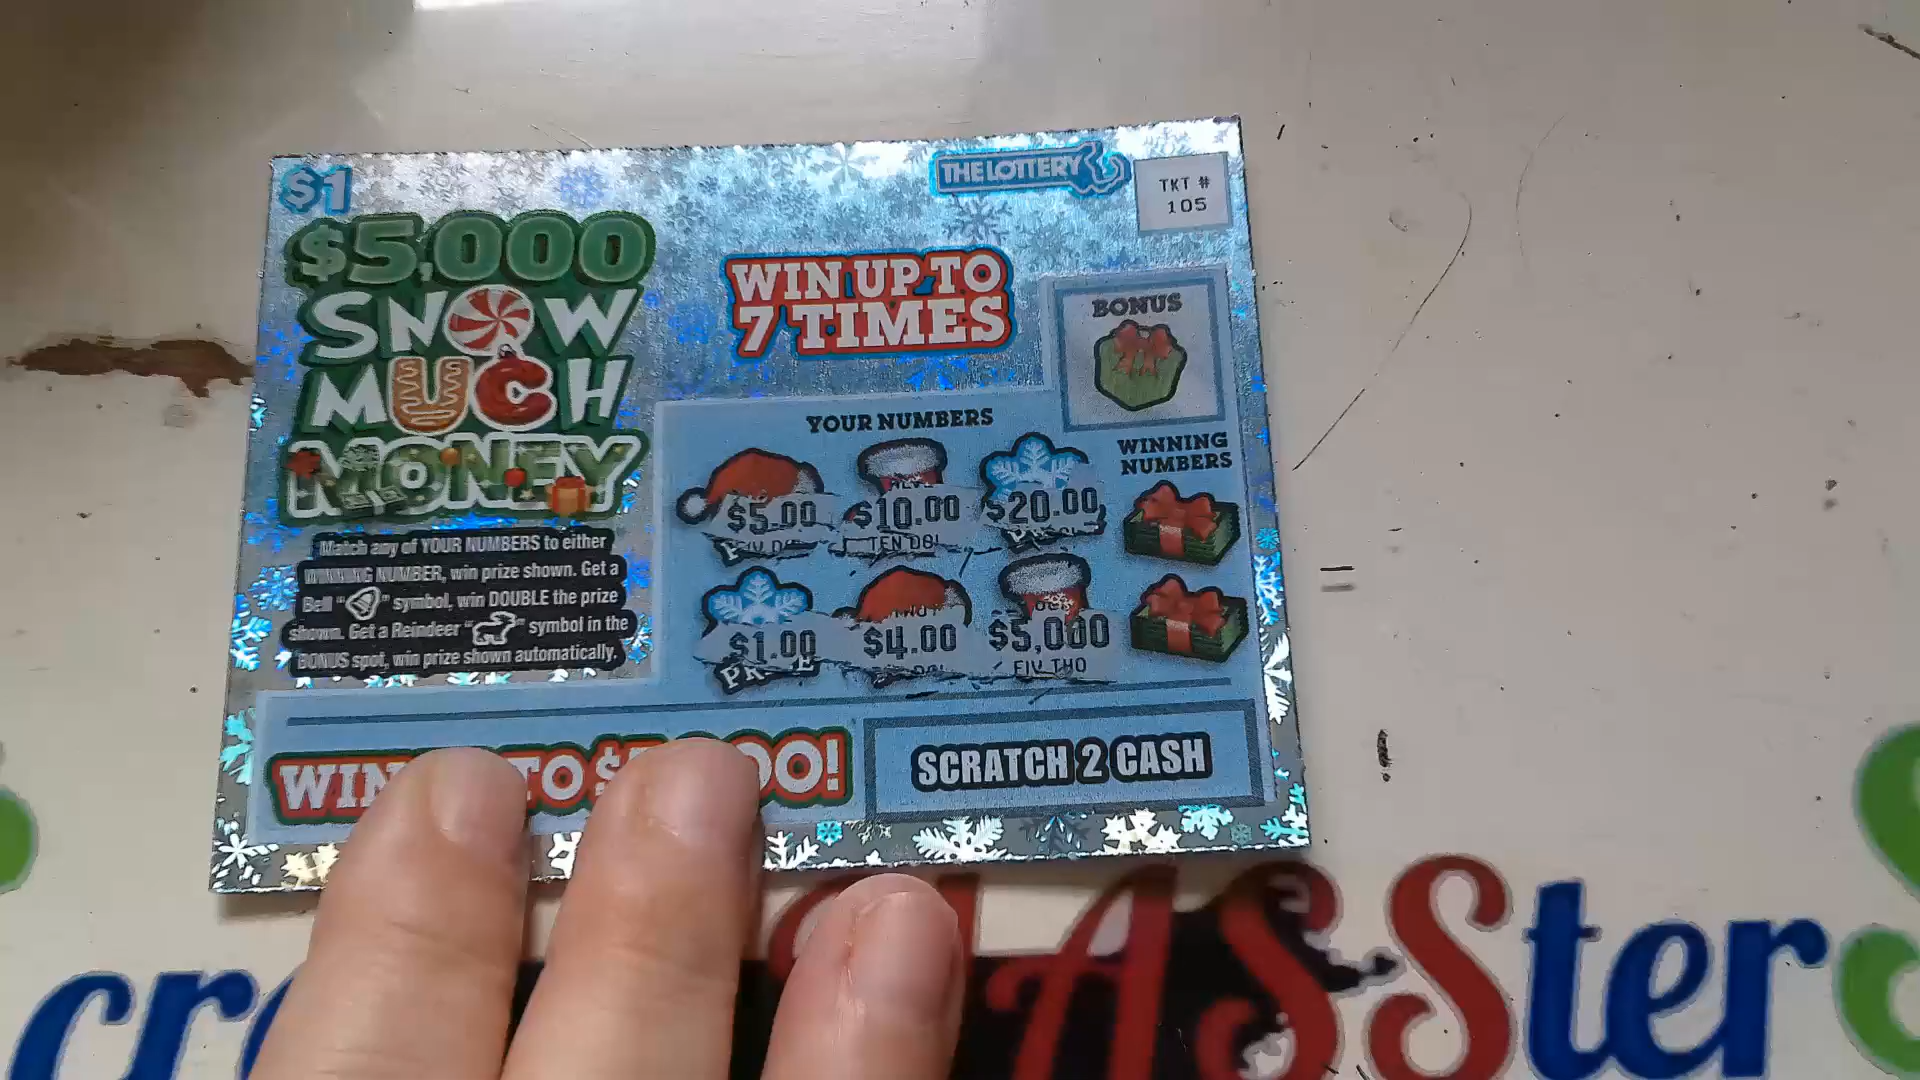 $1
THE LOTTERY
TKT #
105
$5,000
SNOW
MUCH
MONEY
WIN UP TO
7 TIMES
BONUS
YOUR NUMBERS
WINNING
NUMBERS
$5.00 $10.00 $20.00
TEN DOL
$1.00 $4.00 $5,000
FIV THO
Match any of YOUR NUMBERS to either
WINNING NUMBER, win prize shown. Get a
Bell “ ” symbol, win DOUBLE the prize
shown. Get a Reindeer “ ” symbol in the
BONUS spot, win prize shown automatically.
TO
SCRATCH 2 CASH
ter